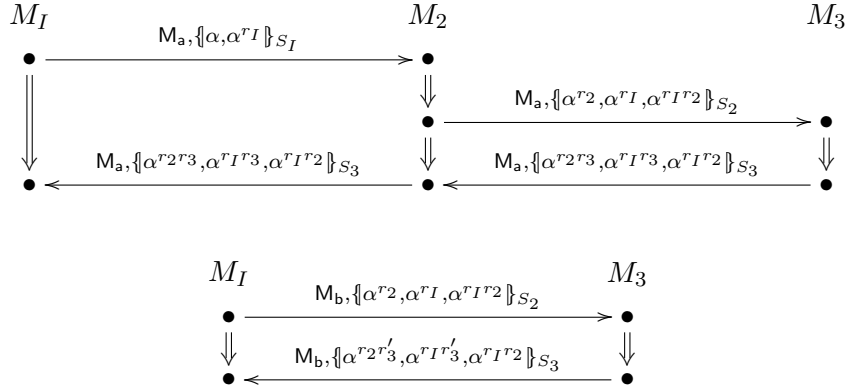 M_I M_2 M_3
M_a,{|α,α^{r_I}|}_{S_I}
M_a,{|α^{r_2},α^{r_I},α^{r_I r_2}|}_{S_2}
M_a,{|α^{r_2 r_3},α^{r_I r_3},α^{r_I r_2}|}_{S_3} M_a,{|α^{r_2 r_3},α^{r_I r_3},α^{r_I r_2}|}_{S_3}
M_I M_3
M_b,{|α^{r_2},α^{r_I},α^{r_I r_2}|}_{S_2}
M_b,{|α^{r_2 r_3'},α^{r_I r_3'},α^{r_I r_2}|}_{S_3}